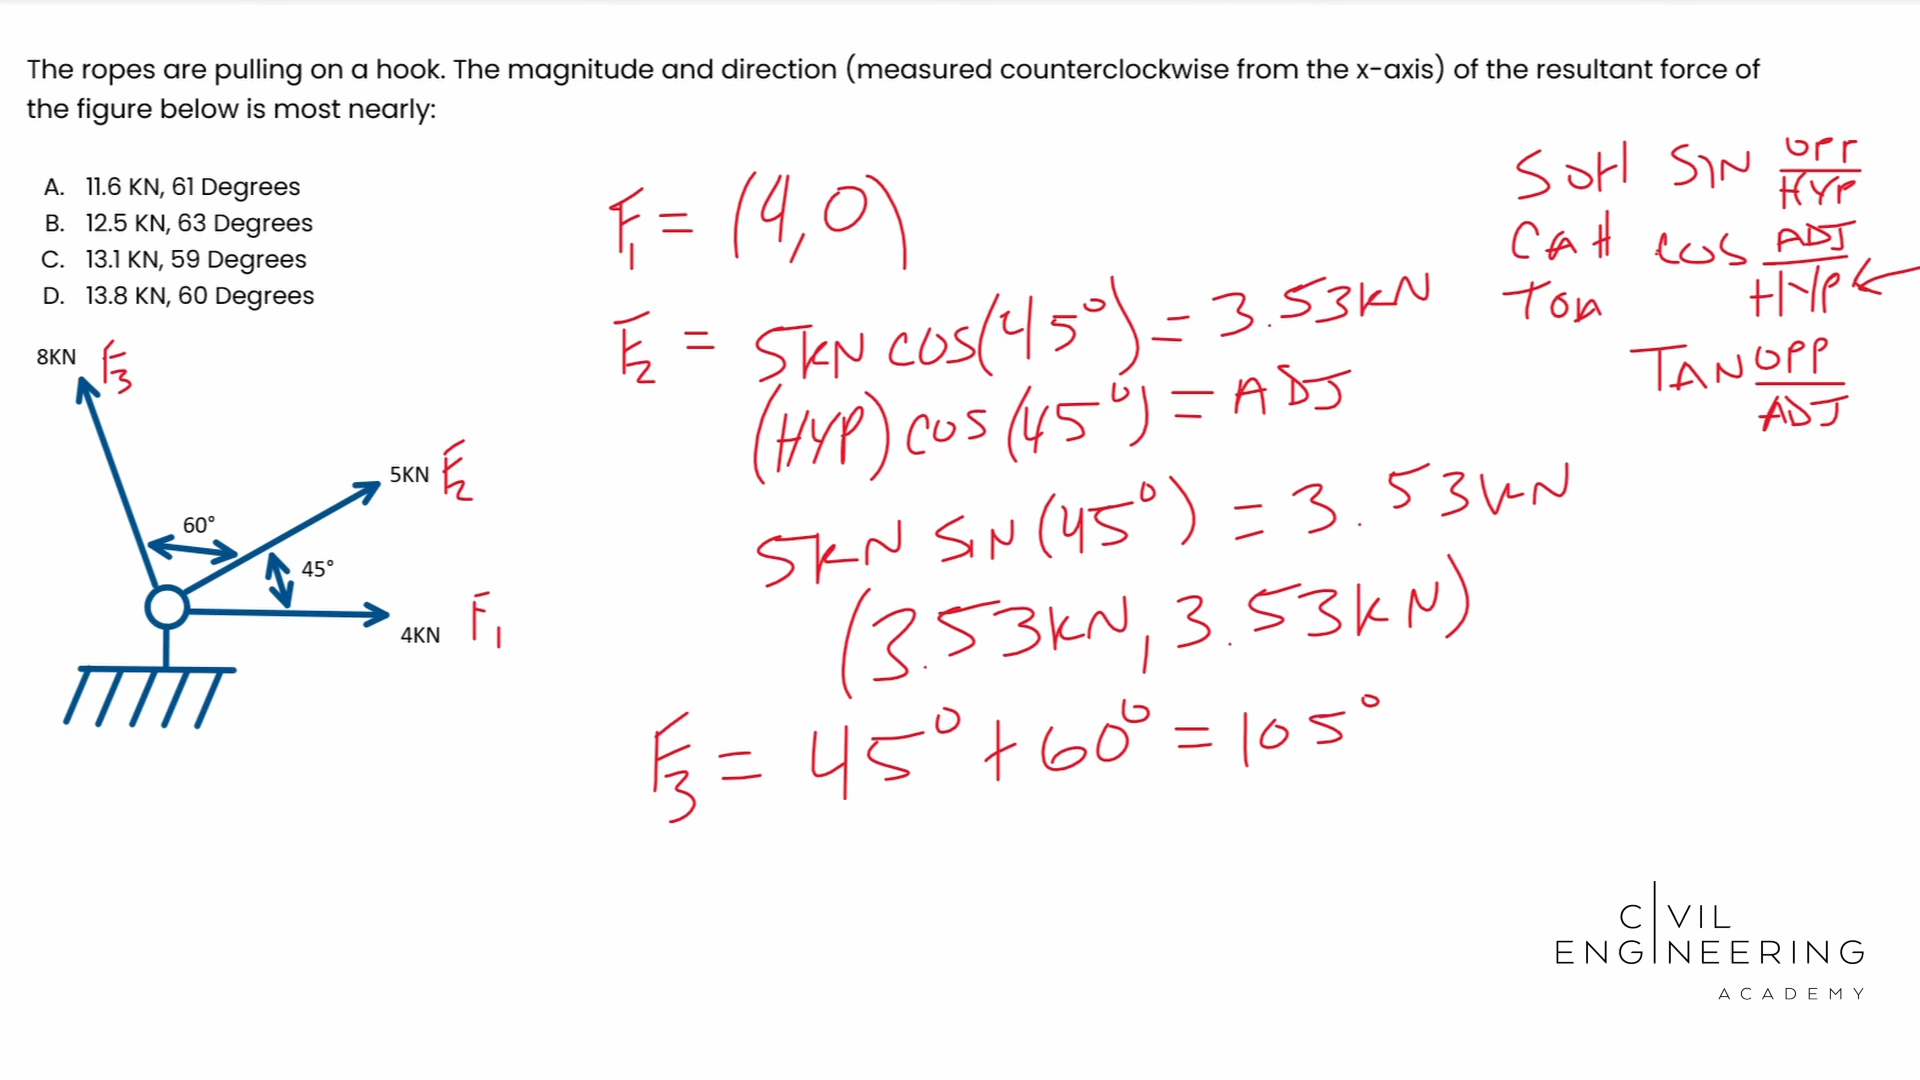 The ropes are pulling on a hook. The magnitude and direction (measured counterclockwise from the x-axis) of the resultant force of
the figure below is most nearly:
A. 11.6 KN, 61 Degrees
B. 12.5 KN, 63 Degrees
C. 13.1 KN, 59 Degrees
D. 13.8 KN, 60 Degrees
8KN F3
5KN F2
60°
45°
4KN F1
F1 = (4,0)
F2 = 5KN COS(45°) = 3.53KN
(HYP) COS (45°) = ADJ
5KN SIN (45°) = 3.53KN
(3.53KN, 3.53KN)
F3 = 45° + 60° = 105°
SOH SIN OPP/HYP
CAH COS ADJ/HYP
TOA
TAN OPP/ADJ
CIVIL
ENGINEERING
ACADEMY